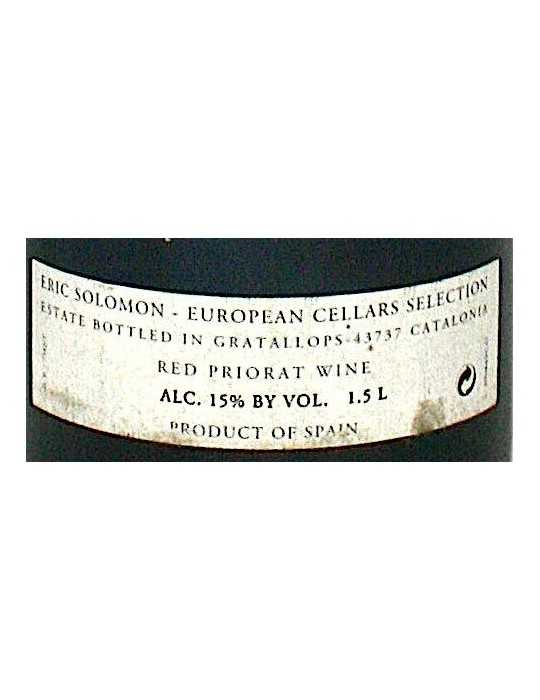 ERIC SOLOMON - EUROPEAN CELLARS SELECTION
ESTATE BOTTLED IN GRATALLOPS-43737 CATALONIA
RED PRIORAT WINE
ALC. 15% BY VOL. 1.5 L
PRODUCT OF SPAIN